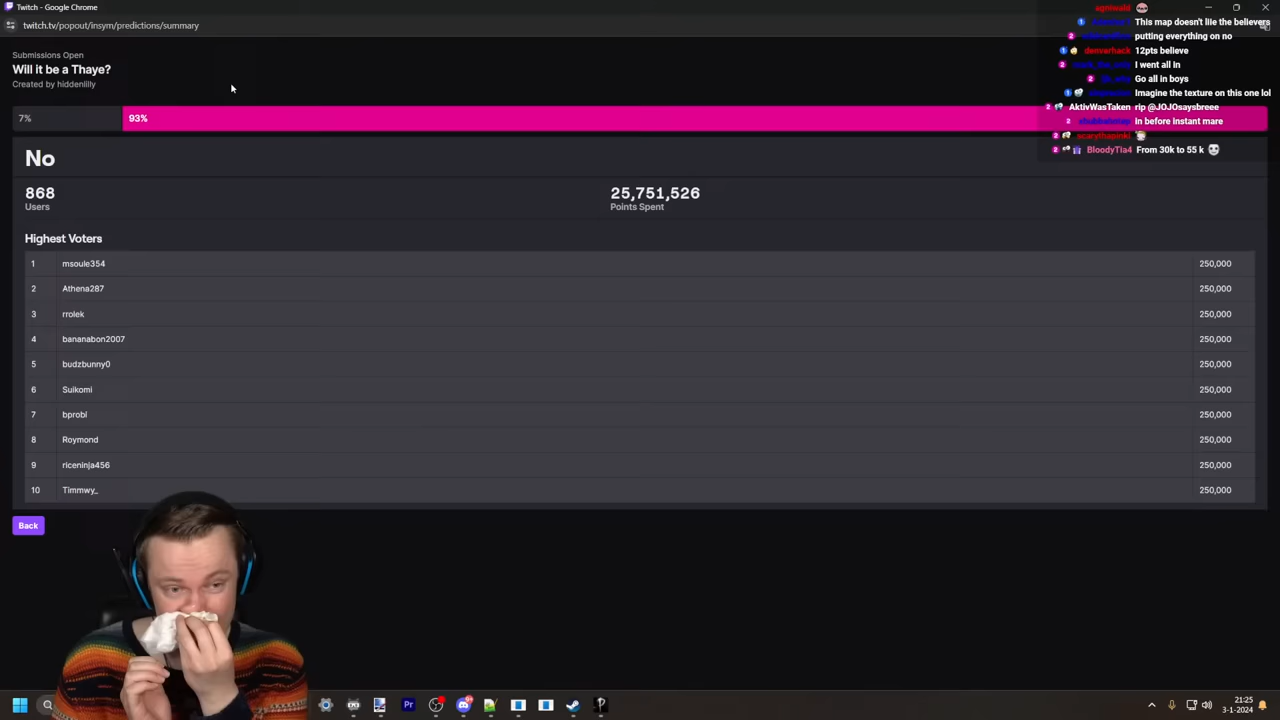 Twitch - Google Chrome
twitch.tv/popout/insym/predictions/summary
Submissions Open
Will it be a Thaye?
Created by hiddenlilly
7%
93%
No
868
Users
25,751,526
Points Spent
Highest Voters
1 msoule354 250,000
2 Athena287 250,000
3 rrolek 250,000
4 bananabon2007 250,000
5 budzbunny0 250,000
6 Suikomi 250,000
7 bprobl 250,000
8 Roymond 250,000
9 riceninja456 250,000
10 Timmwy_ 250,000
Back
agniwald
This map doesn't lile the believers
putting everything on no
denvarhack 12pts believe
I went all in
Go all in boys
Imagine the texture on this one lol
AktivWasTaken rip @JOJOsaysbreee
in before instant mare
scarythapinkl
BloodyTia4 From 30k to 55 k
21:25
3-1-2024